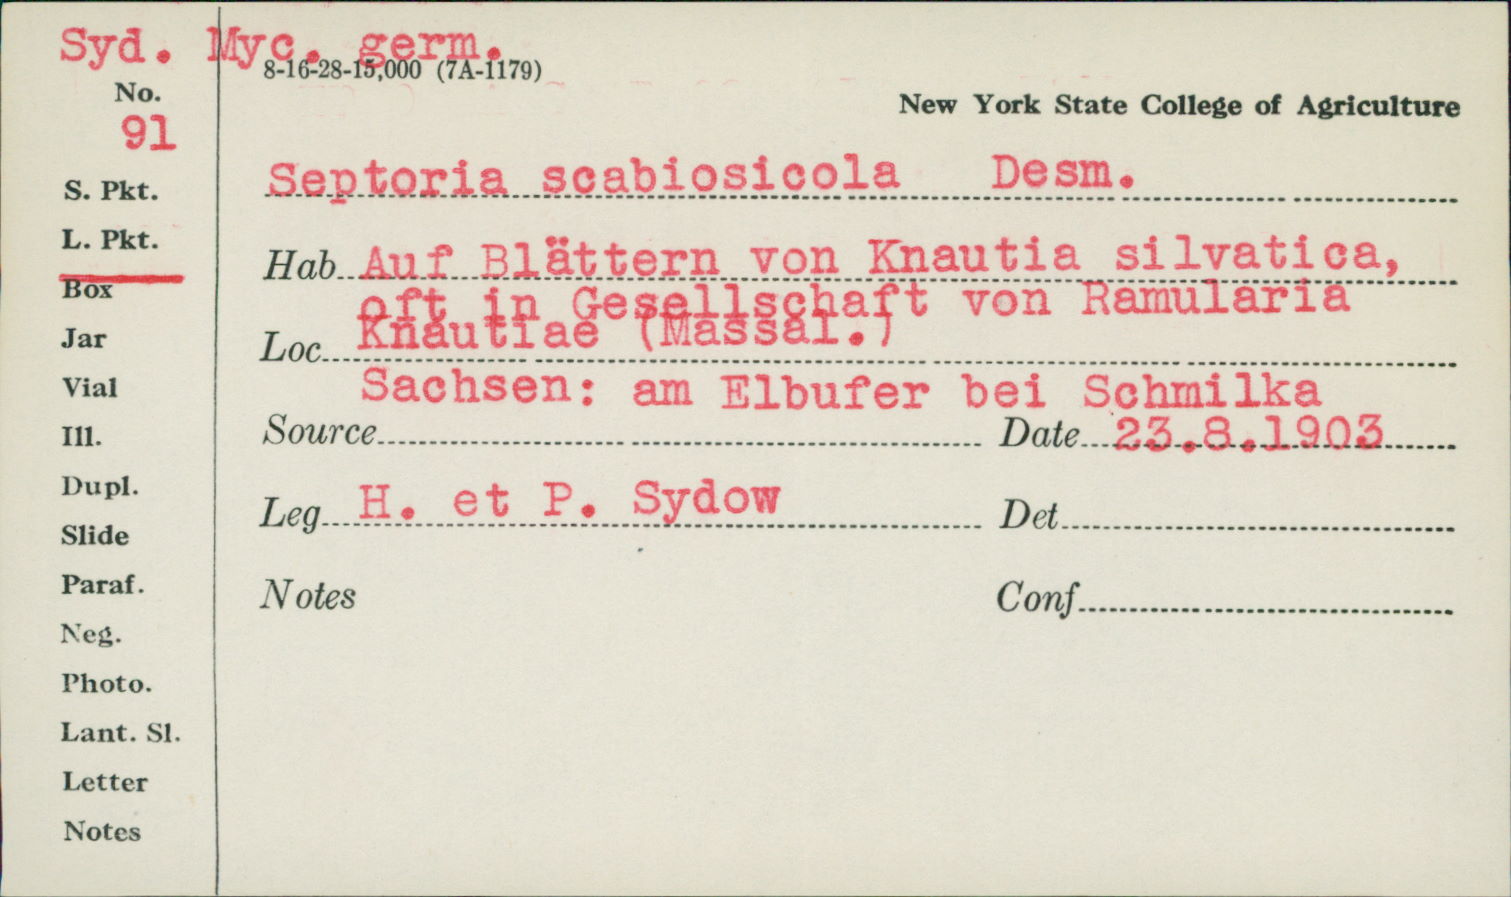 Syd. Myc. germ.
8-16-28-15,000 (7A-1179)
No.
91
New York State College of Agriculture
S. Pkt.
Septoria scabiosicola Desm.
L. Pkt.
Hab Auf Blättern von Knautia silvatica,
Box
oft in Gesellschaft von Ramularia
Knautiae (Massal.)
Jar
Loc
Vial
Sachsen: am Elbufer bei Schmilka
Ill.
Source Date 23.8.1903
Dupl.
Leg H. et P. Sydow Det
Slide
Paraf.
Notes Conf
Neg.
Photo.
Lant. Sl.
Letter
Notes